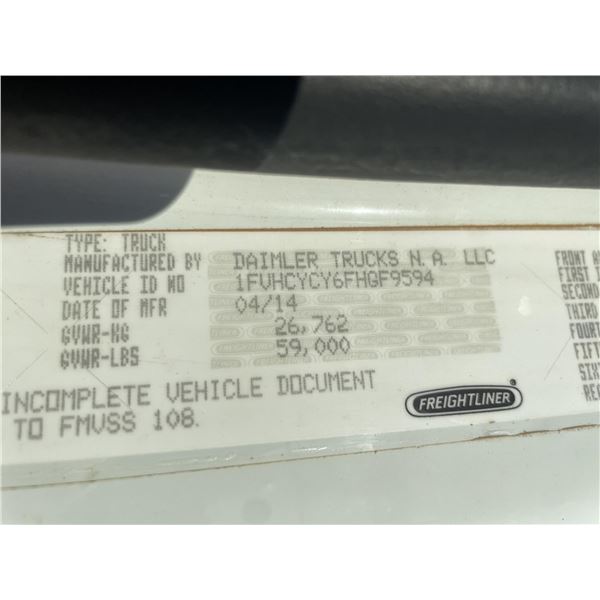 TYPE: TRUCK
MANUFACTURED BY DAIMLER TRUCKS N.A. LLC
VEHICLE ID NO 1FVHCYCY6FHGF9594
DATE OF MFR 04/14
GVWR-KG 26,762
GVWR-LBS 59,000
INCOMPLETE VEHICLE DOCUMENT
TO FMVSS 108.
FREIGHTLINER
FRONT A
FIRST I
SECOND
THIRD
FOURT
FIFT
SIXT
REA